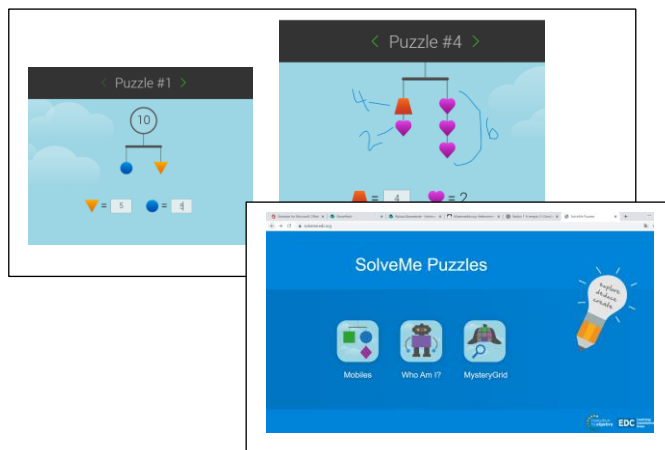 < Puzzle #1 >
10
= 5
= 5
< Puzzle #4 >
4
2
6
= 4
= 2
SolveMe Puzzles
explore
deduce
create
Mobiles
Who Am I?
MysteryGrid
EDC